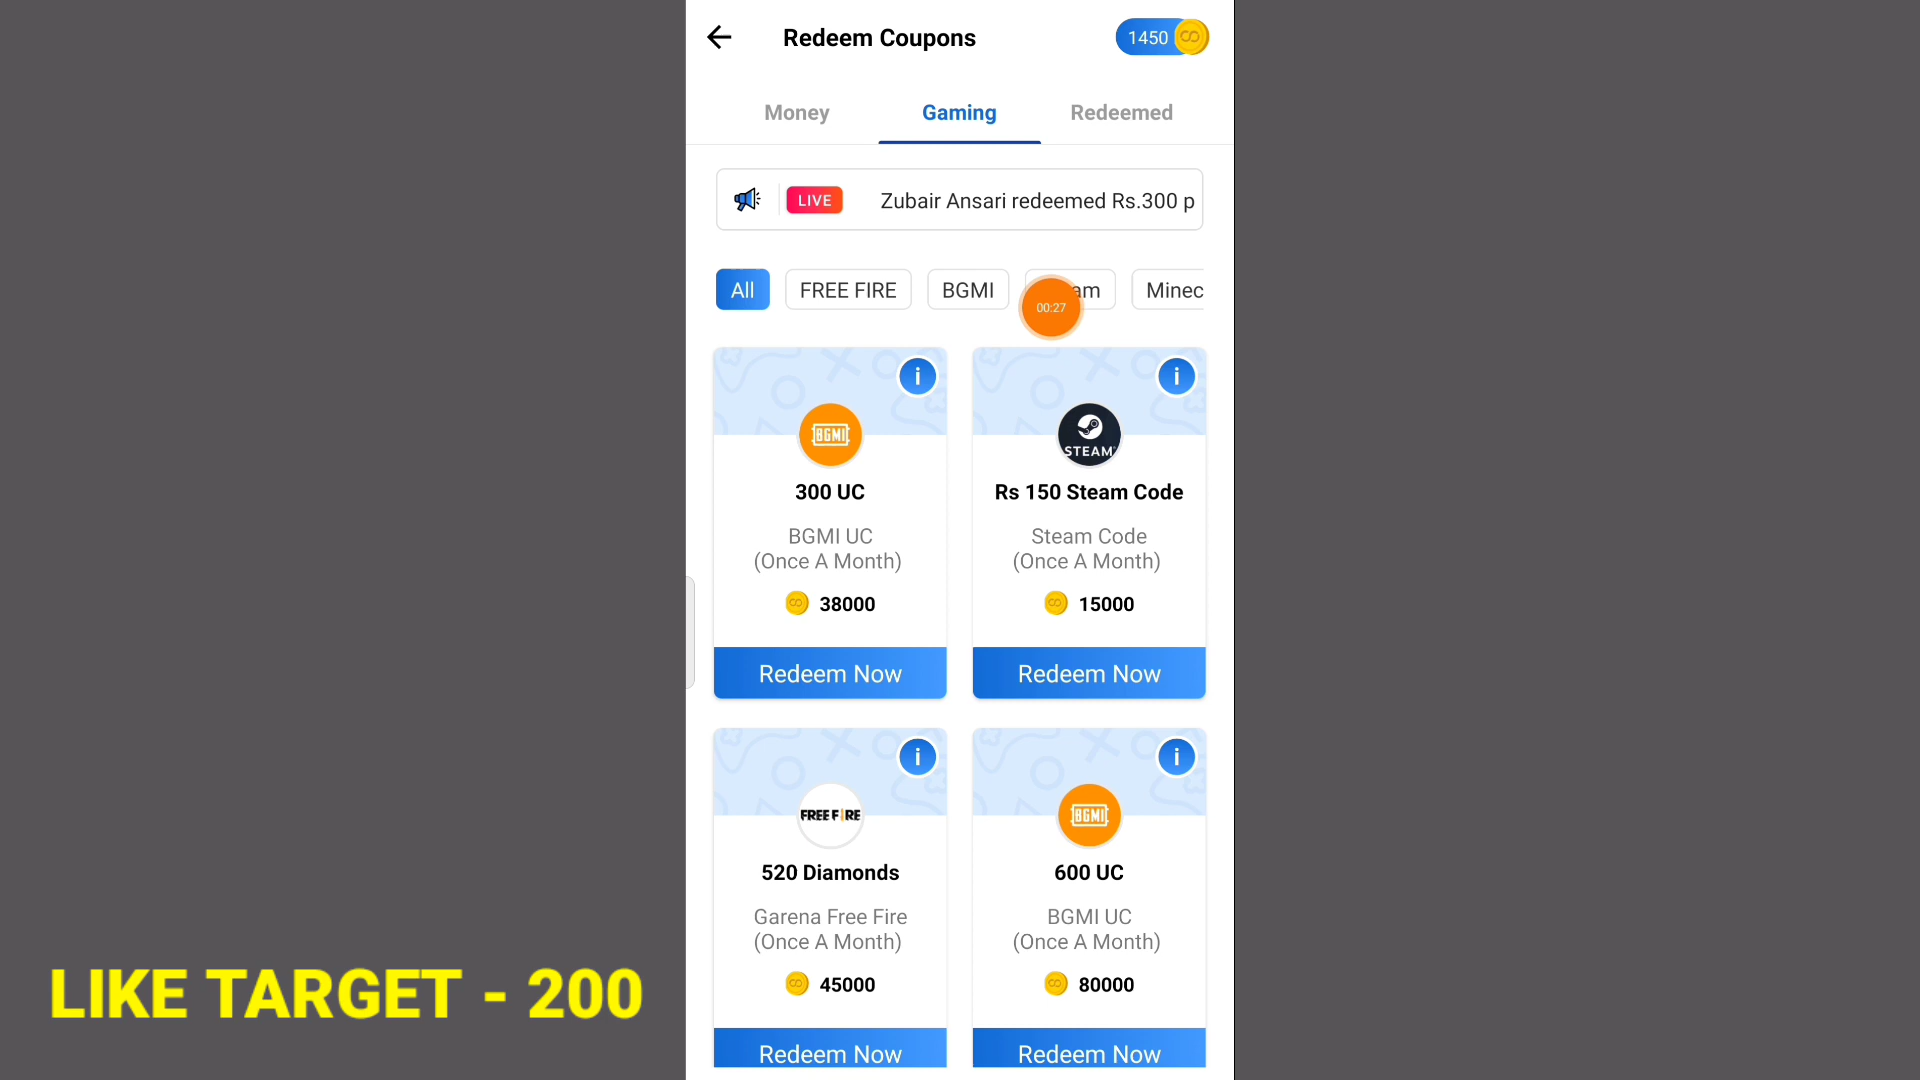 Redeem Coupons
1450
Money
Gaming
Redeemed
LIVE
Zubair Ansari redeemed Rs.300 p
All
FREE FIRE
BGMI
am
Minec
00:27
i
i
BGMI
STEAM
300 UC
Rs 150 Steam Code
BGMI UC
(Once A Month)
Steam Code
(Once A Month)
38000
15000
Redeem Now
Redeem Now
i
i
FREE FIRE
BGMI
520 Diamonds
600 UC
Garena Free Fire
(Once A Month)
BGMI UC
(Once A Month)
45000
80000
Redeem Now
Redeem Now
LIKE TARGET - 200